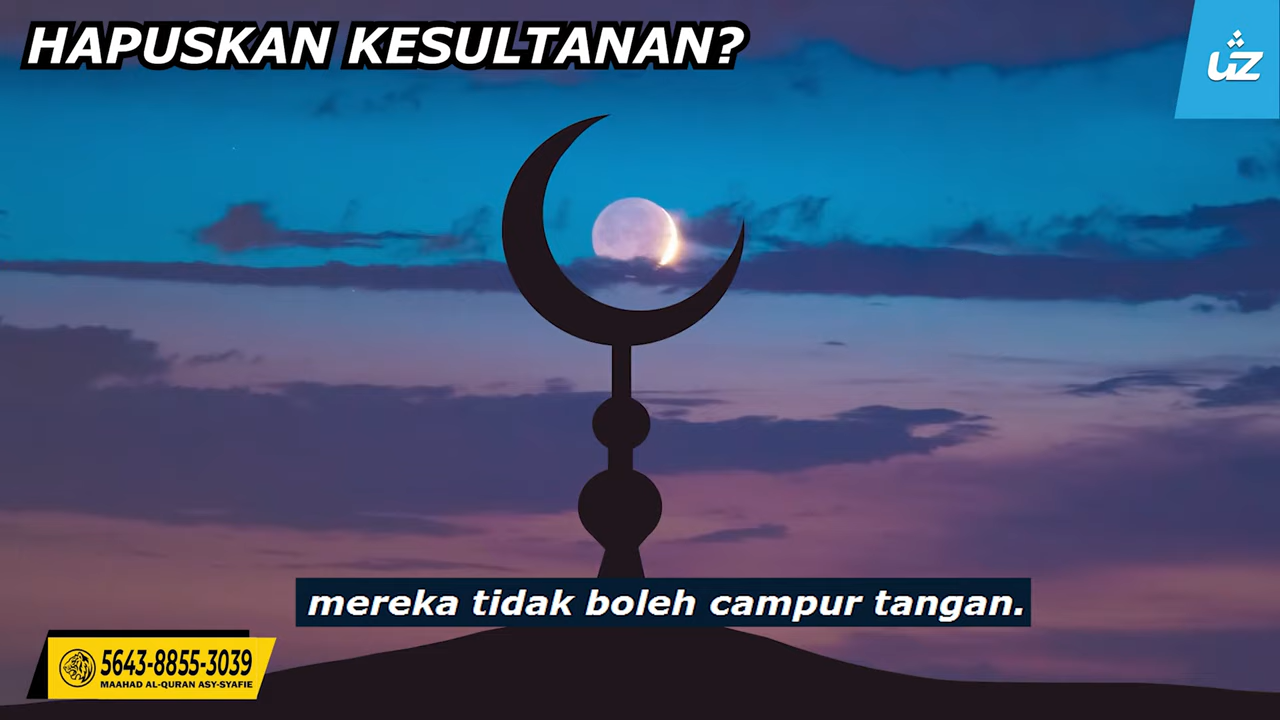 HAPUSKAN KESULTANAN?
mereka tidak boleh campur tangan.
5643-8855-3039
MAAHAD AL-QURAN ASY-SYAFIE